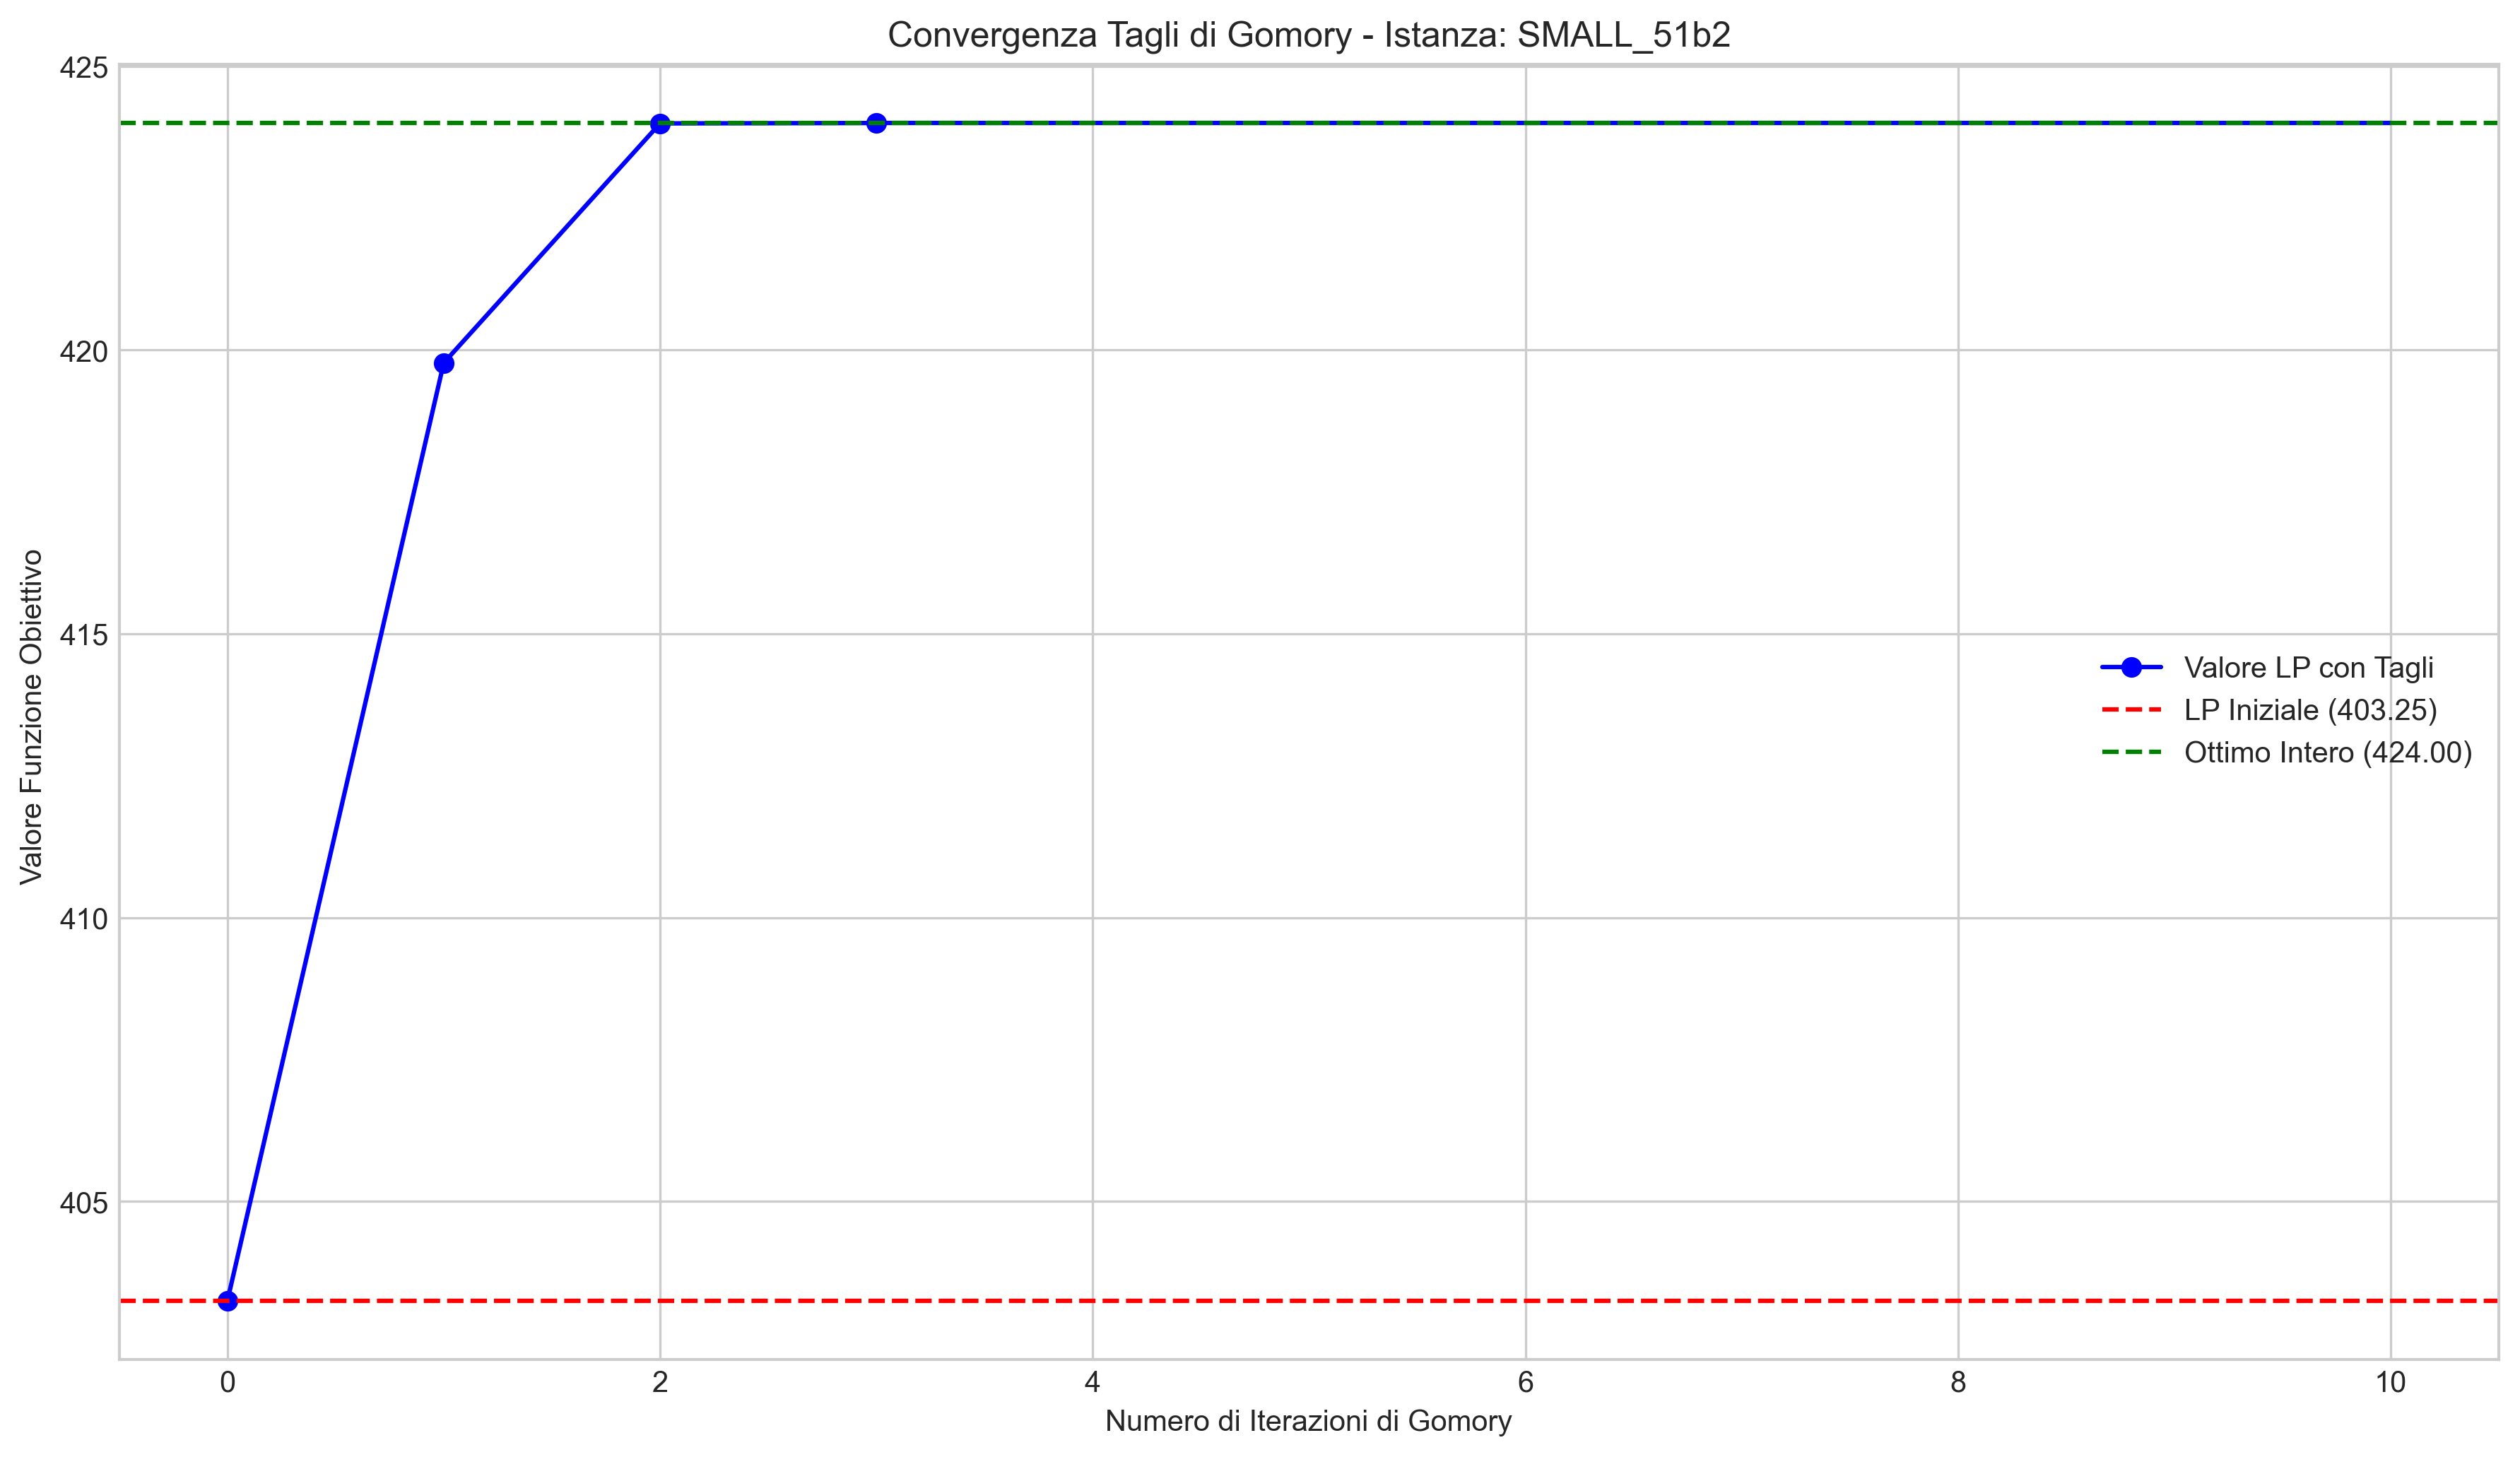 Convergenza Tagli di Gomory - Istanza: SMALL_51b2
425
420
415
410
405
Valore Funzione Obiettivo
Valore LP con Tagli
LP Iniziale (403.25)
Ottimo Intero (424.00)
0 2 4 6 8 10
Numero di Iterazioni di Gomory